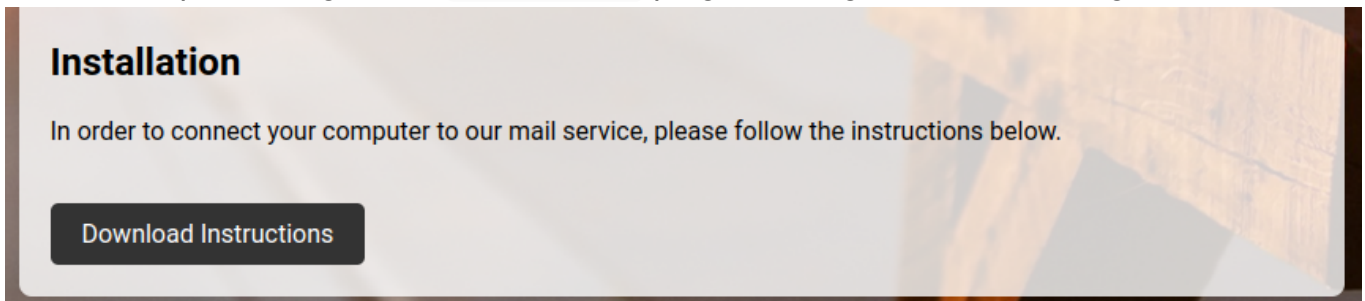 Installation
In order to connect your computer to our mail service, please follow the instructions below.
Download Instructions